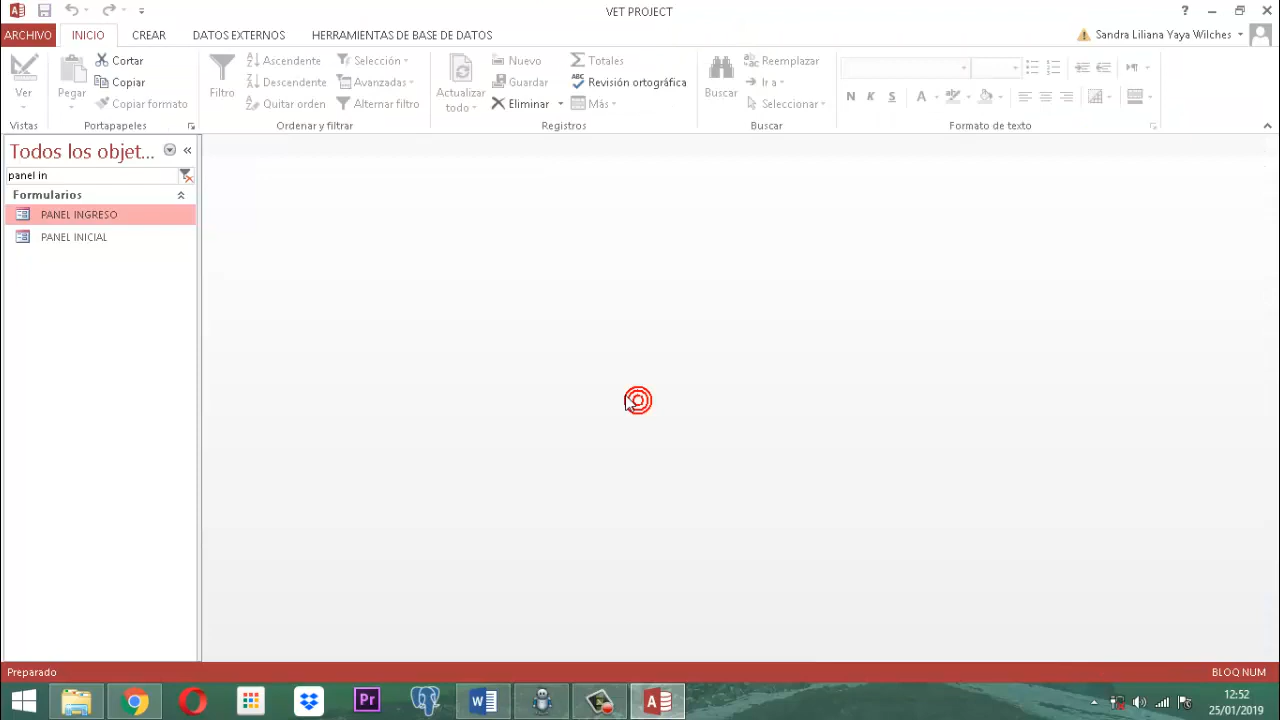 VET PROJECT
ARCHIVO INICIO CREAR DATOS EXTERNOS HERRAMIENTAS DE BASE DE DATOS Sandra Liliana Yaya Wilches
Ver
Vistas
Pegar
Cortar
Copiar
Copiar formato
Portapapeles
Filtro
Ascendente
Descendente
Quitar orden
Selección
Avanzadas
Ordenar y filtrar
Actualizar
todo
Nuevo
Guardar
Eliminar
Totales
Revisión ortográfica
Más
Registros
Buscar
Reemplazar
Ir a
Seleccionar
Buscar
N K S A
Formato de texto
Todos los objet...
panel in
Formularios
PANEL INGRESO
PANEL INICIAL
Preparado
BLOQ NUM
Pr
12:52
25/01/2019